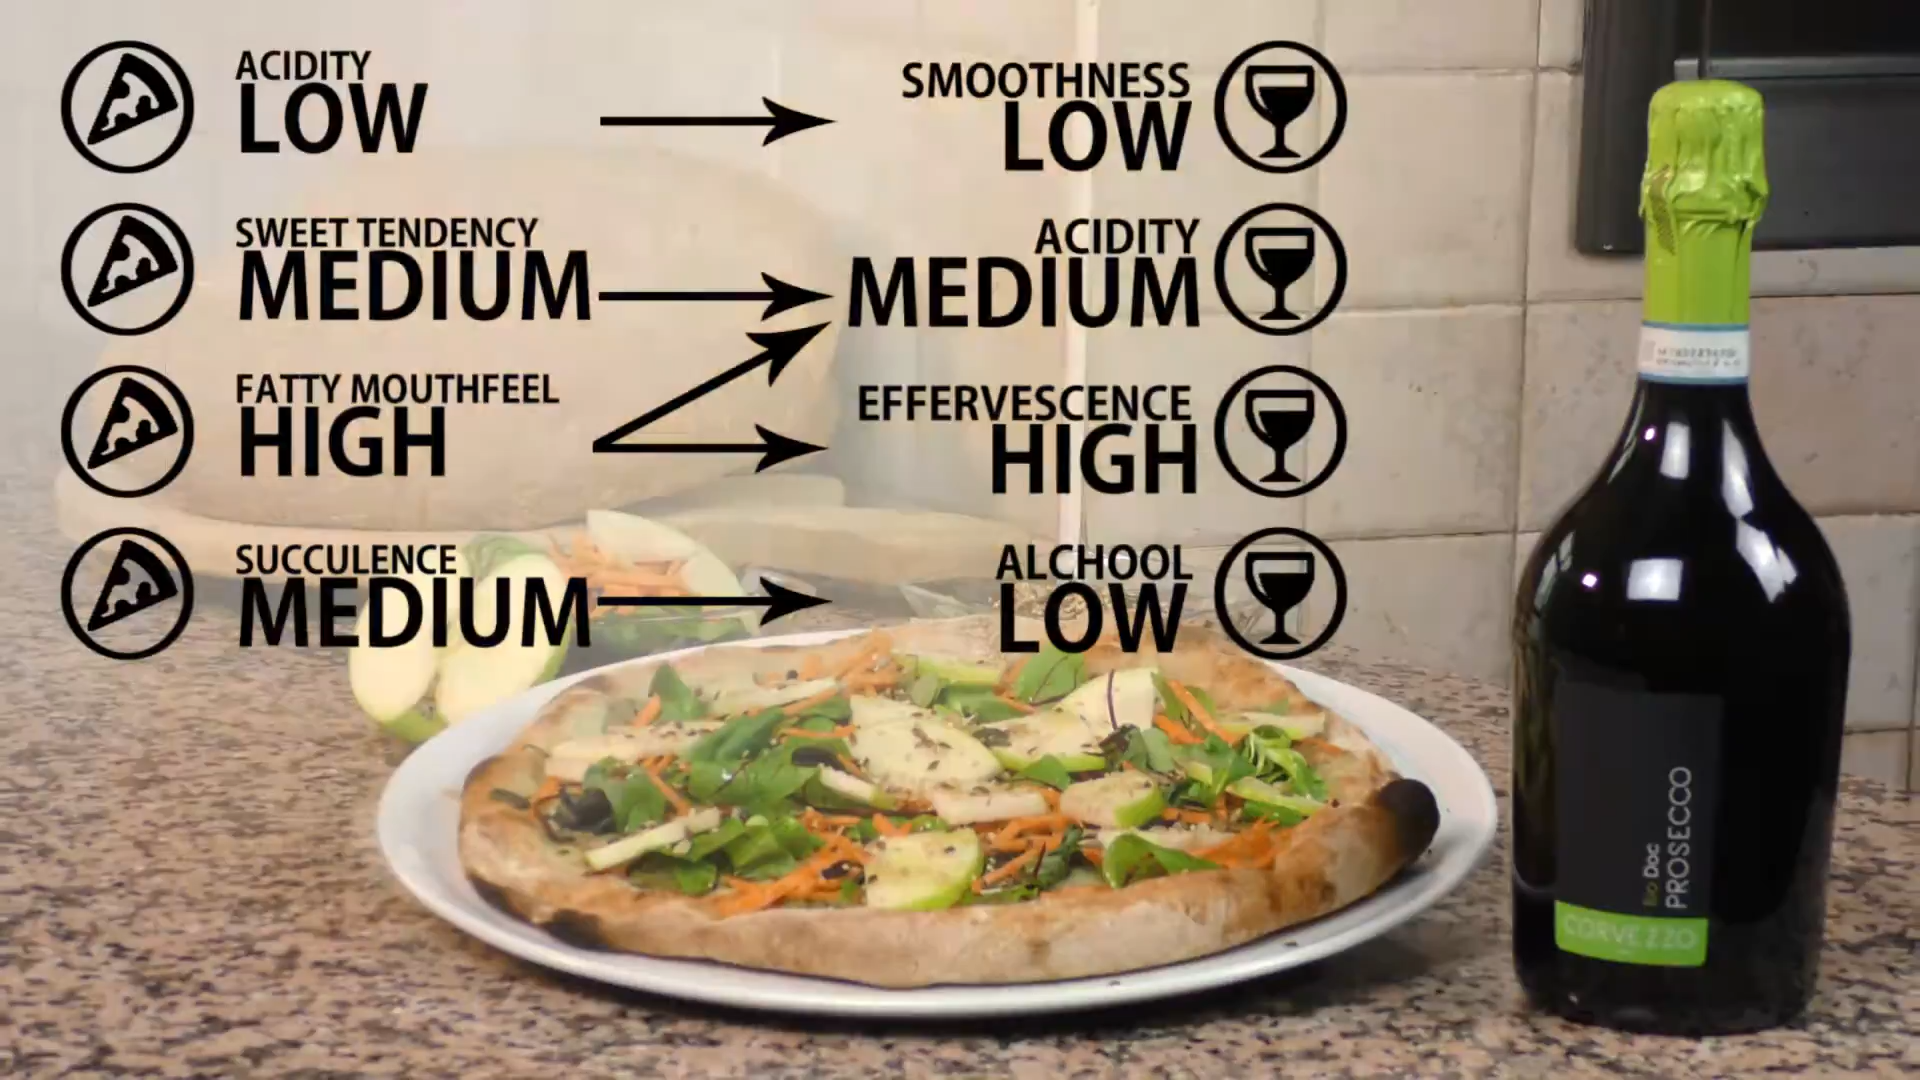 ACIDITY
LOW
SMOOTHNESS
LOW
SWEET TENDENCY
MEDIUM
ACIDITY
MEDIUM
FATTY MOUTHFEEL
HIGH
EFFERVESCENCE
HIGH
SUCCULENCE
MEDIUM
ALCHOOL
LOW
Bio Doc
PROSECCO
CORVEZZO